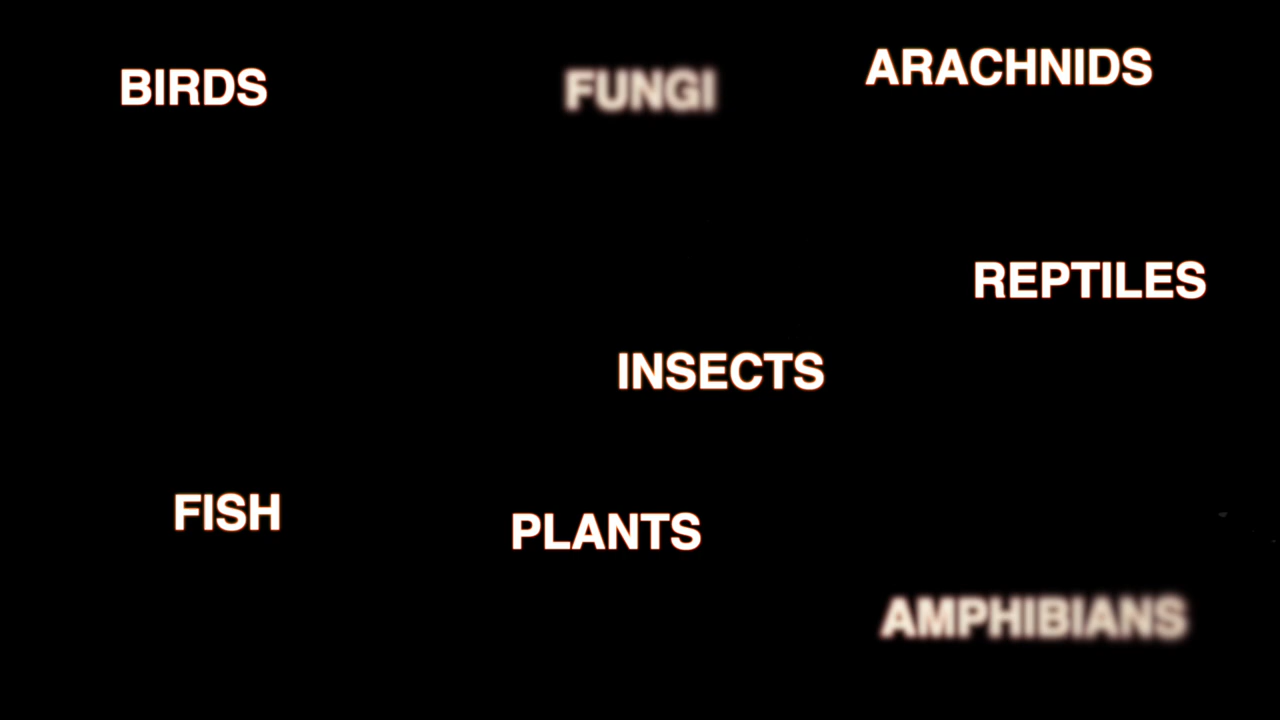 BIRDS
FUNGI
ARACHNIDS
REPTILES
INSECTS
FISH
PLANTS
AMPHIBIANS